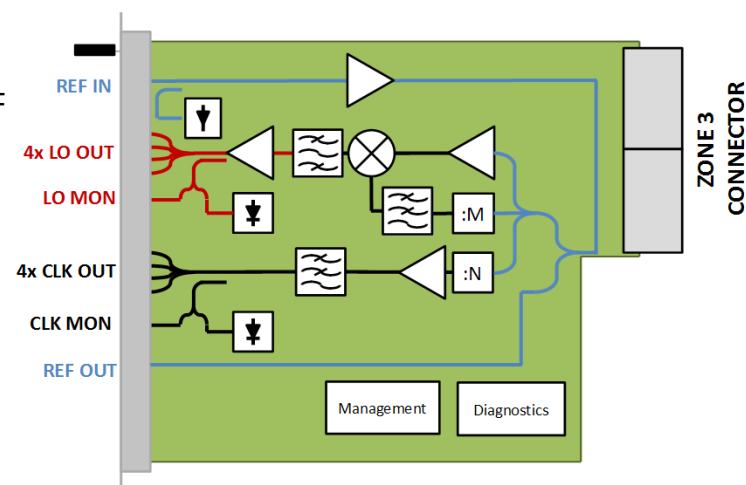 REF IN
4x LO OUT
LO MON
:M
4x CLK OUT
:N
CLK MON
REF OUT
Management
Diagnostics
ZONE 3
CONNECTOR